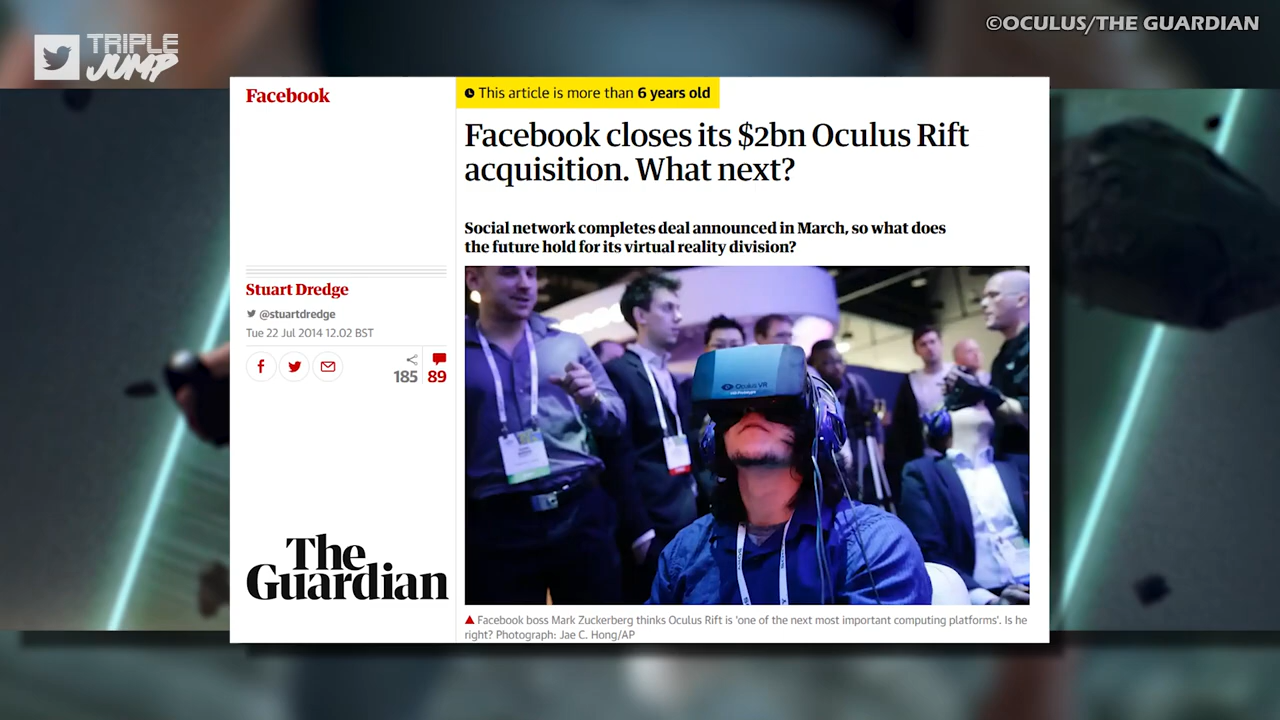 ©OCULUS/THE GUARDIAN
TRIPLE
JUMP
Facebook
This article is more than 6 years old
Facebook closes its $2bn Oculus Rift
acquisition. What next?
Social network completes deal announced in March, so what does
the future hold for its virtual reality division?
Stuart Dredge
@stuartdredge
Tue 22 Jul 2014 12.02 BST
185 89
Oculus VR
The
Guardian
Facebook boss Mark Zuckerberg thinks Oculus Rift is 'one of the next most important computing platforms'. Is he
right? Photograph: Jae C. Hong/AP